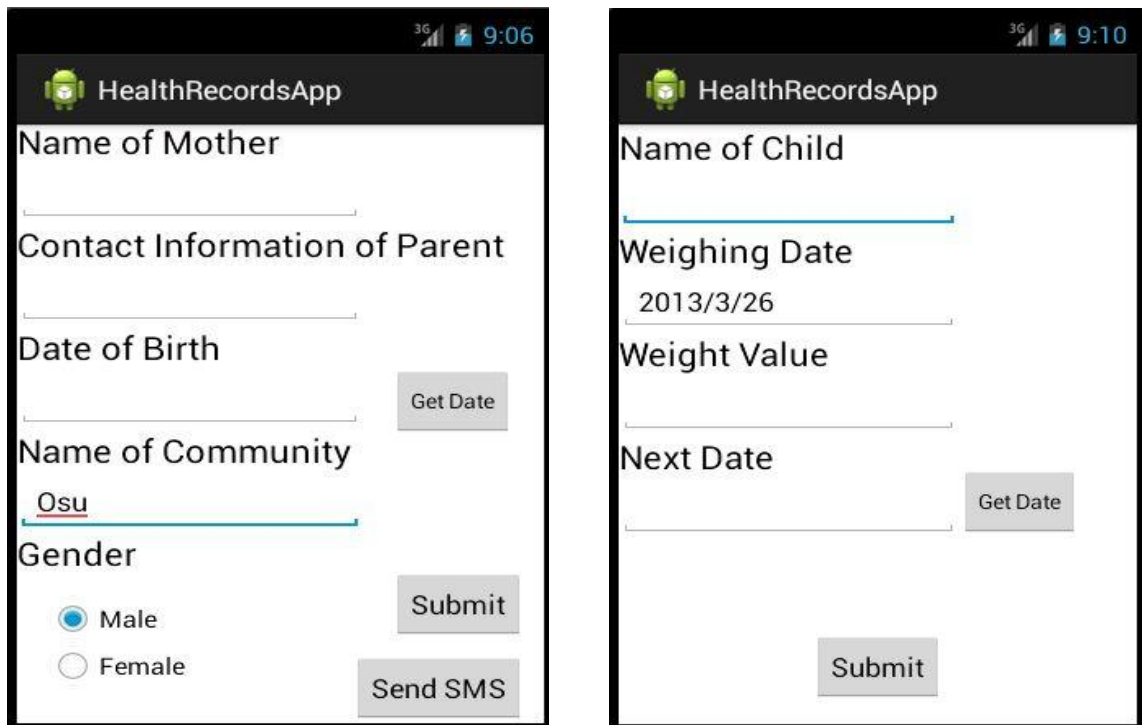 3G 9:06
HealthRecordsApp
Name of Mother
Contact Information of Parent
Date of Birth
Get Date
Name of Community
Osu
Gender
Male
Submit
Female
Send SMS
3G 9:10
HealthRecordsApp
Name of Child
Weighing Date
2013/3/26
Weight Value
Next Date
Get Date
Submit